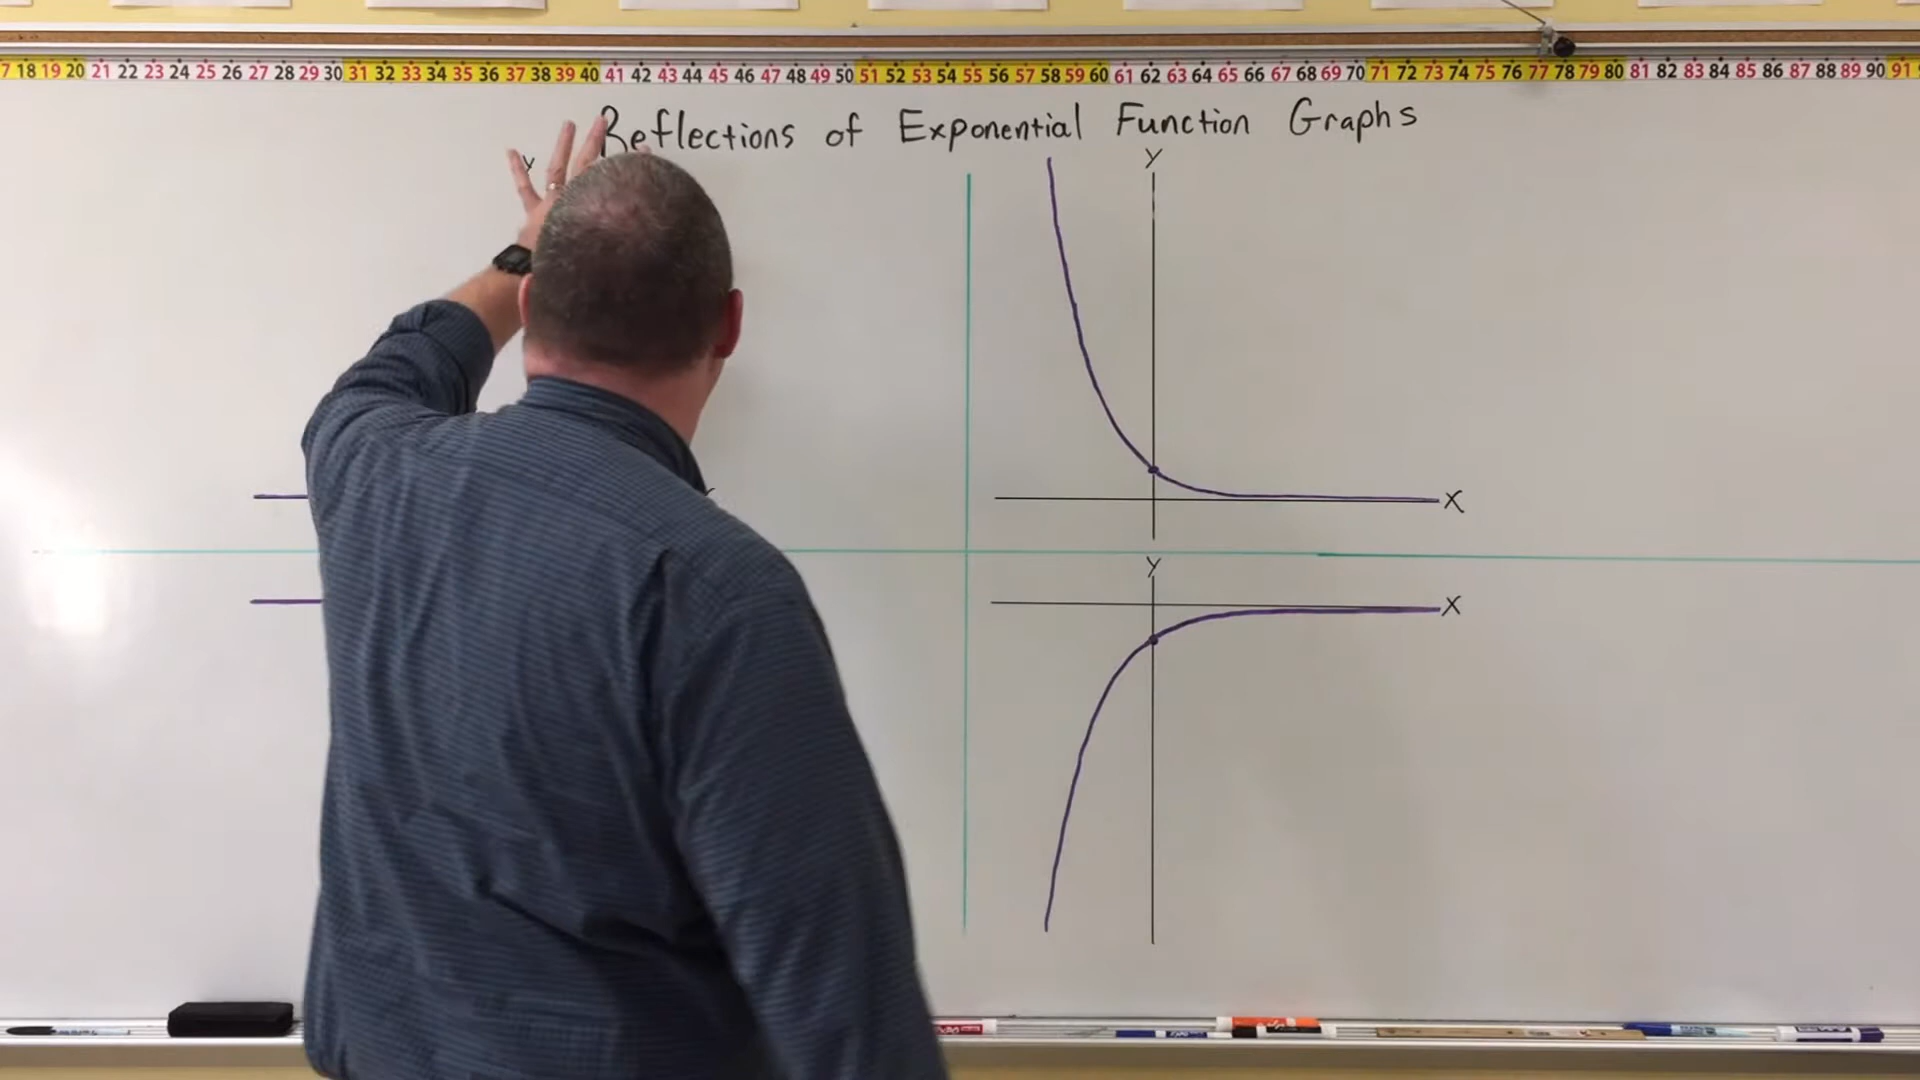 7 18 19 20 21 22 23 24 25 26 27 28 29 30 31 32 33 34 35 36 37 38 39 40 41 42 43 44 45 46 47 48 49 50 51 52 53 54 55 56 57 58 59 60 61 62 63 64 65 66 67 68 69 70 71 72 73 74 75 76 77 78 79 80 81 82 83 84 85 86 87 88 89 90 91
Reflections of Exponential Function Graphs
y
y
x
y
x